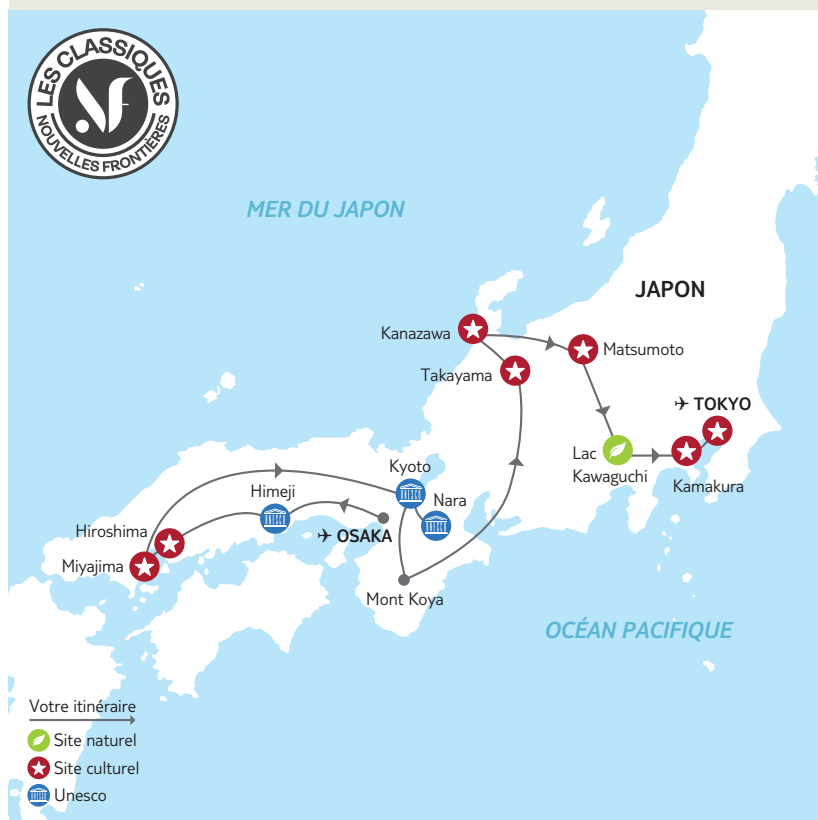 LES CLASSIQUES
NF
NOUVELLES FRONTIÈRES
MER DU JAPON
JAPON
Kanazawa
Matsumoto
Takayama
TOKYO
Lac
Kawaguchi
Kamakura
Kyoto
Himeji
Nara
Hiroshima
OSAKA
Miyajima
Mont Koya
OCÉAN PACIFIQUE
Votre itinéraire
Site naturel
Site culturel
Unesco